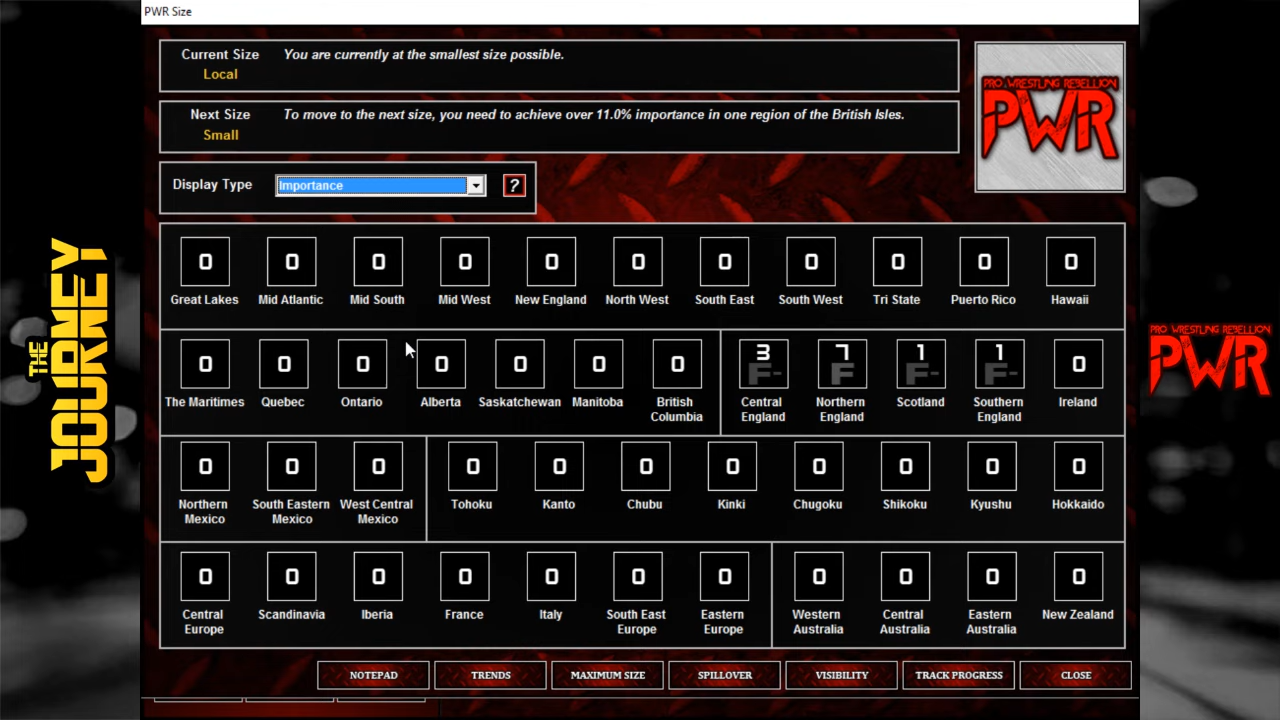 PWR Size
Current Size
You are currently at the smallest size possible.
Local
Next Size
To move to the next size, you need to achieve over 11.0% importance in one region of the British Isles.
Small
PRO WRESTLING REBELLION
PWR
Display Type
Importance
?
0 0 0 0 0 0 0 0 0 0 0
Great Lakes Mid Atlantic Mid South Mid West New England North West South East South West Tri State Puerto Rico Hawaii
0 0 0 0 0 0 0 3 7 1 1 0
F- F F- F-
The Maritimes Quebec Ontario Alberta Saskatchewan Manitoba British Columbia Central England Northern England Scotland Southern England Ireland
0 0 0 0 0 0 0 0 0 0 0
Northern Mexico South Eastern Mexico West Central Mexico Tohoku Kanto Chubu Kinki Chugoku Shikoku Kyushu Hokkaido
0 0 0 0 0 0 0 0 0 0 0
Central Europe Scandinavia Iberia France Italy South East Europe Eastern Europe Western Australia Central Australia Eastern Australia New Zealand
NOTEPAD TRENDS MAXIMUM SIZE SPILLOVER VISIBILITY TRACK PROGRESS CLOSE
THE JOURNEY
PRO WRESTLING REBELLION
PWR